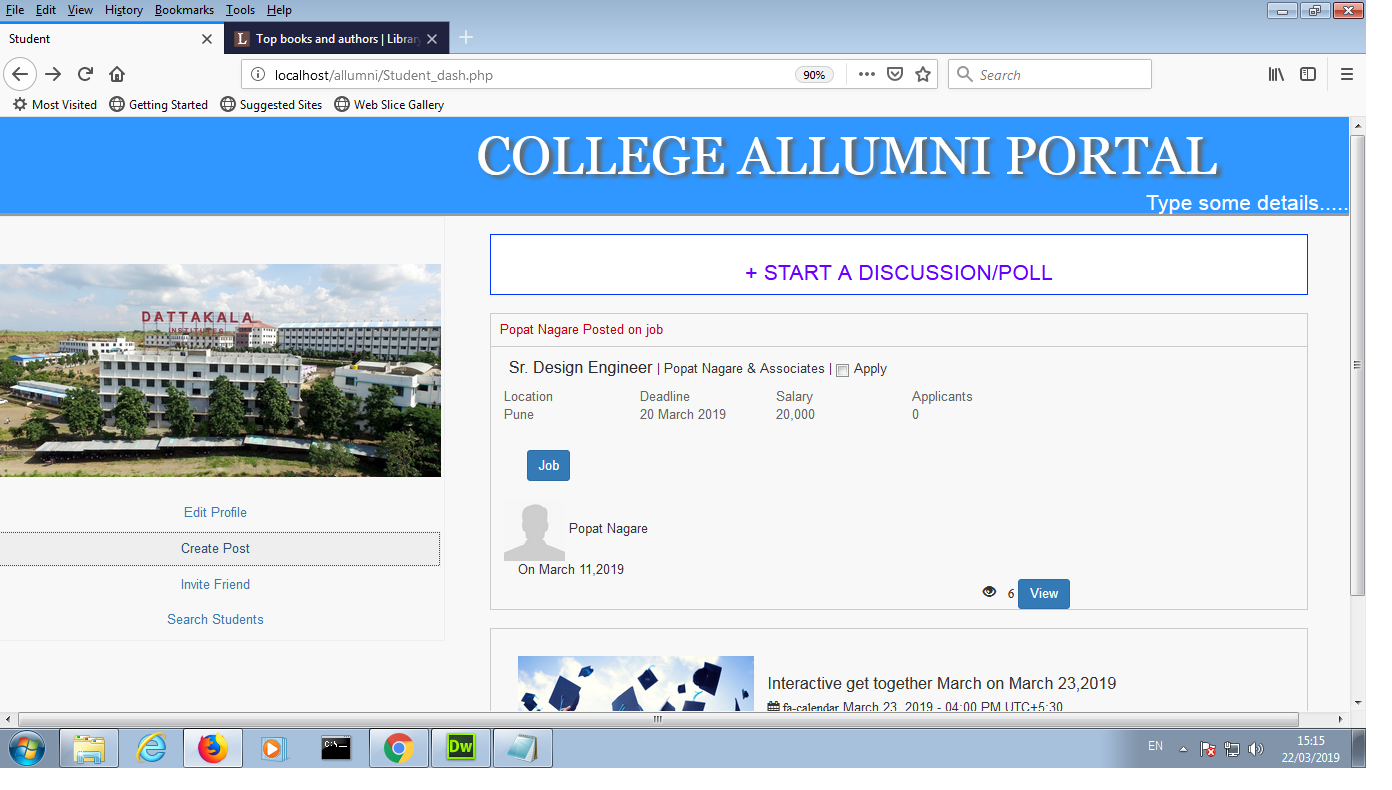 File Edit View History Bookmarks Tools Help
Student
L Top books and authors | Librar
localhost/allumni/Student_dash.php
90%
Search
Most Visited Getting Started Suggested Sites Web Slice Gallery
COLLEGE ALLUMNI PORTAL
Type some details.....
DATTAKALA
INSTITUTES
Edit Profile
Create Post
Invite Friend
Search Students
+ START A DISCUSSION/POLL
Popat Nagare Posted on job
Sr. Design Engineer | Popat Nagare & Associates | Apply
Location Deadline Salary Applicants
Pune 20 March 2019 20,000 0
Job
Popat Nagare
On March 11,2019
6 View
Interactive get together March on March 23,2019
fa-calendar March 23, 2019 - 04:00 PM UTC+5:30
C:\_
Dw
EN
15:15
22/03/2019